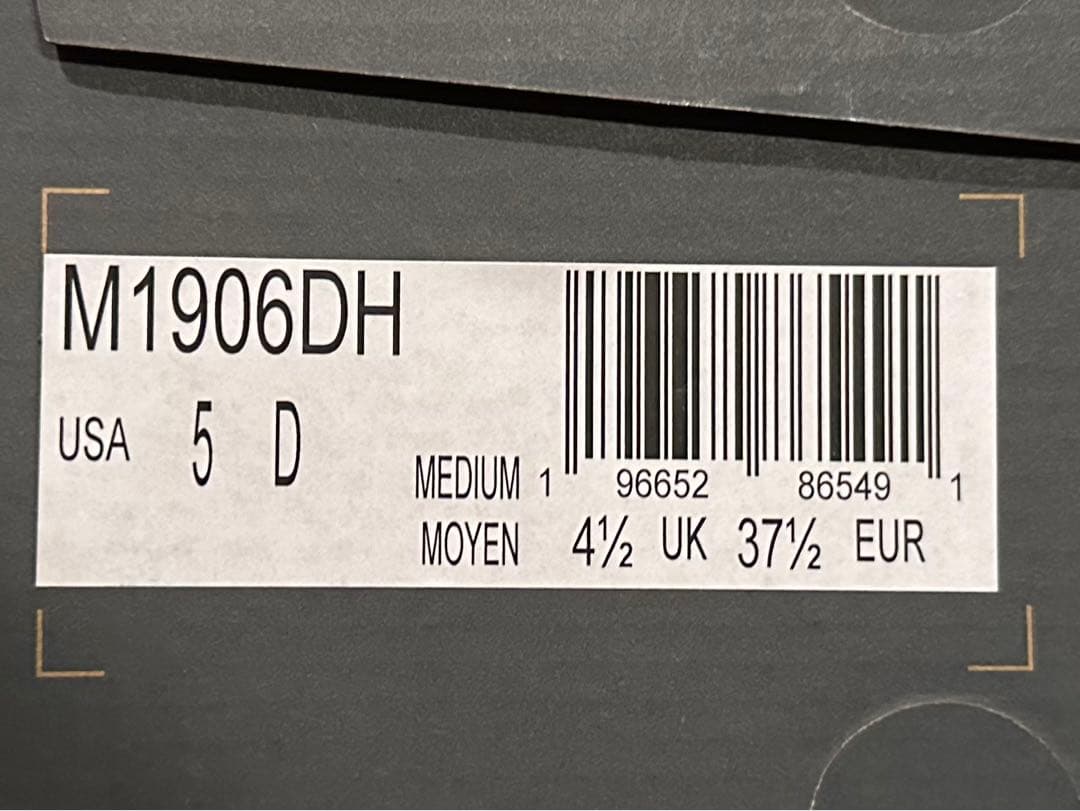 M1906DH
USA 5 D
MEDIUM 1 96652 86549 1
MOYEN 4½ UK 37½ EUR